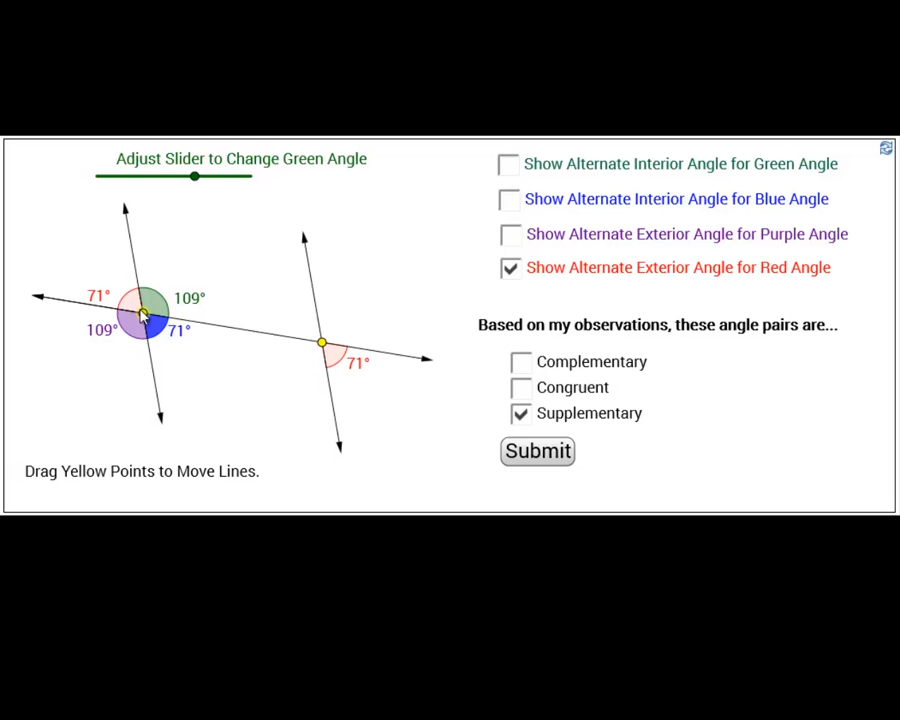 Adjust Slider to Change Green Angle
71°
109°
109°
71°
71°
Drag Yellow Points to Move Lines.
Show Alternate Interior Angle for Green Angle
Show Alternate Interior Angle for Blue Angle
Show Alternate Exterior Angle for Purple Angle
Show Alternate Exterior Angle for Red Angle
Based on my observations, these angle pairs are...
Complementary
Congruent
Supplementary
Submit